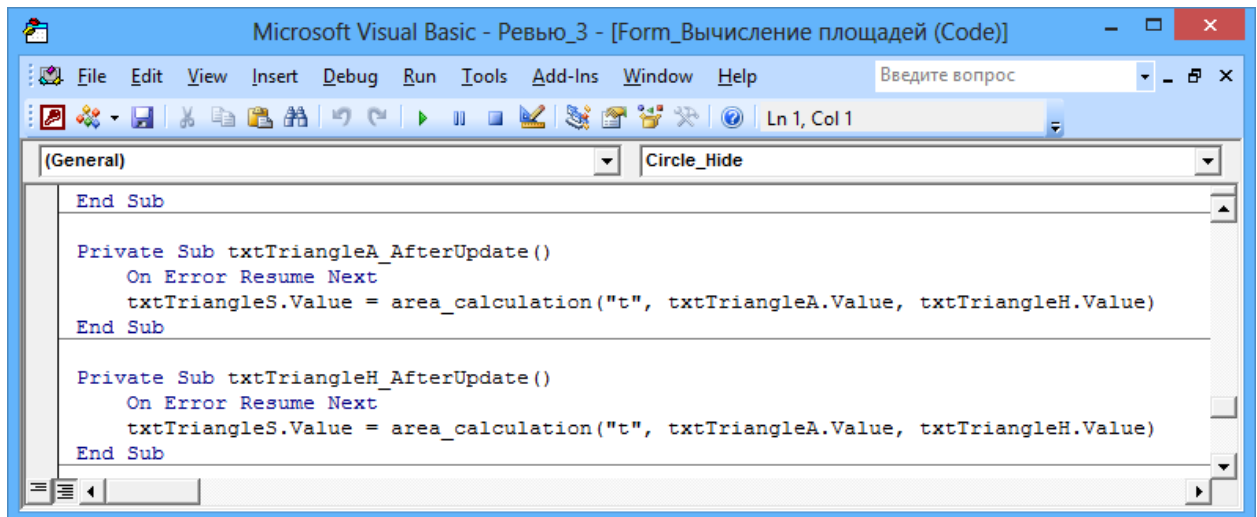 Microsoft Visual Basic - Ревью_3 - [Form_Вычисление площадей (Code)]
File Edit View Insert Debug Run Tools Add-Ins Window Help Введите вопрос
Ln 1, Col 1
(General) Circle_Hide
End Sub
Private Sub txtTriangleA_AfterUpdate()
On Error Resume Next
txtTriangleS.Value = area_calculation("t", txtTriangleA.Value, txtTriangleH.Value)
End Sub
Private Sub txtTriangleH_AfterUpdate()
On Error Resume Next
txtTriangleS.Value = area_calculation("t", txtTriangleA.Value, txtTriangleH.Value)
End Sub